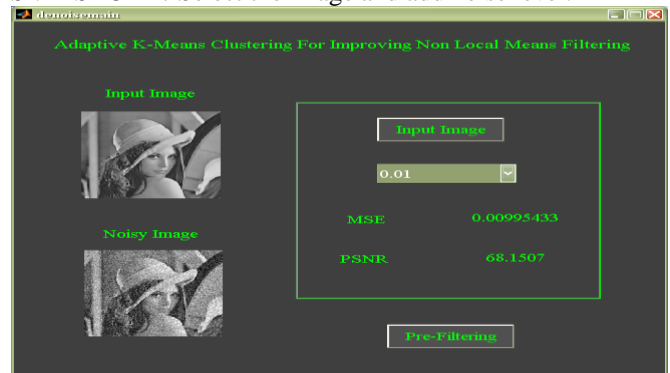 denoisemain
Adaptive K-Means Clustering For Improving Non Local Means Filtering
Input Image
Input Image
0.01
MSE 0.00995433
Noisy Image
PSNR 68.1507
Pre-Filtering